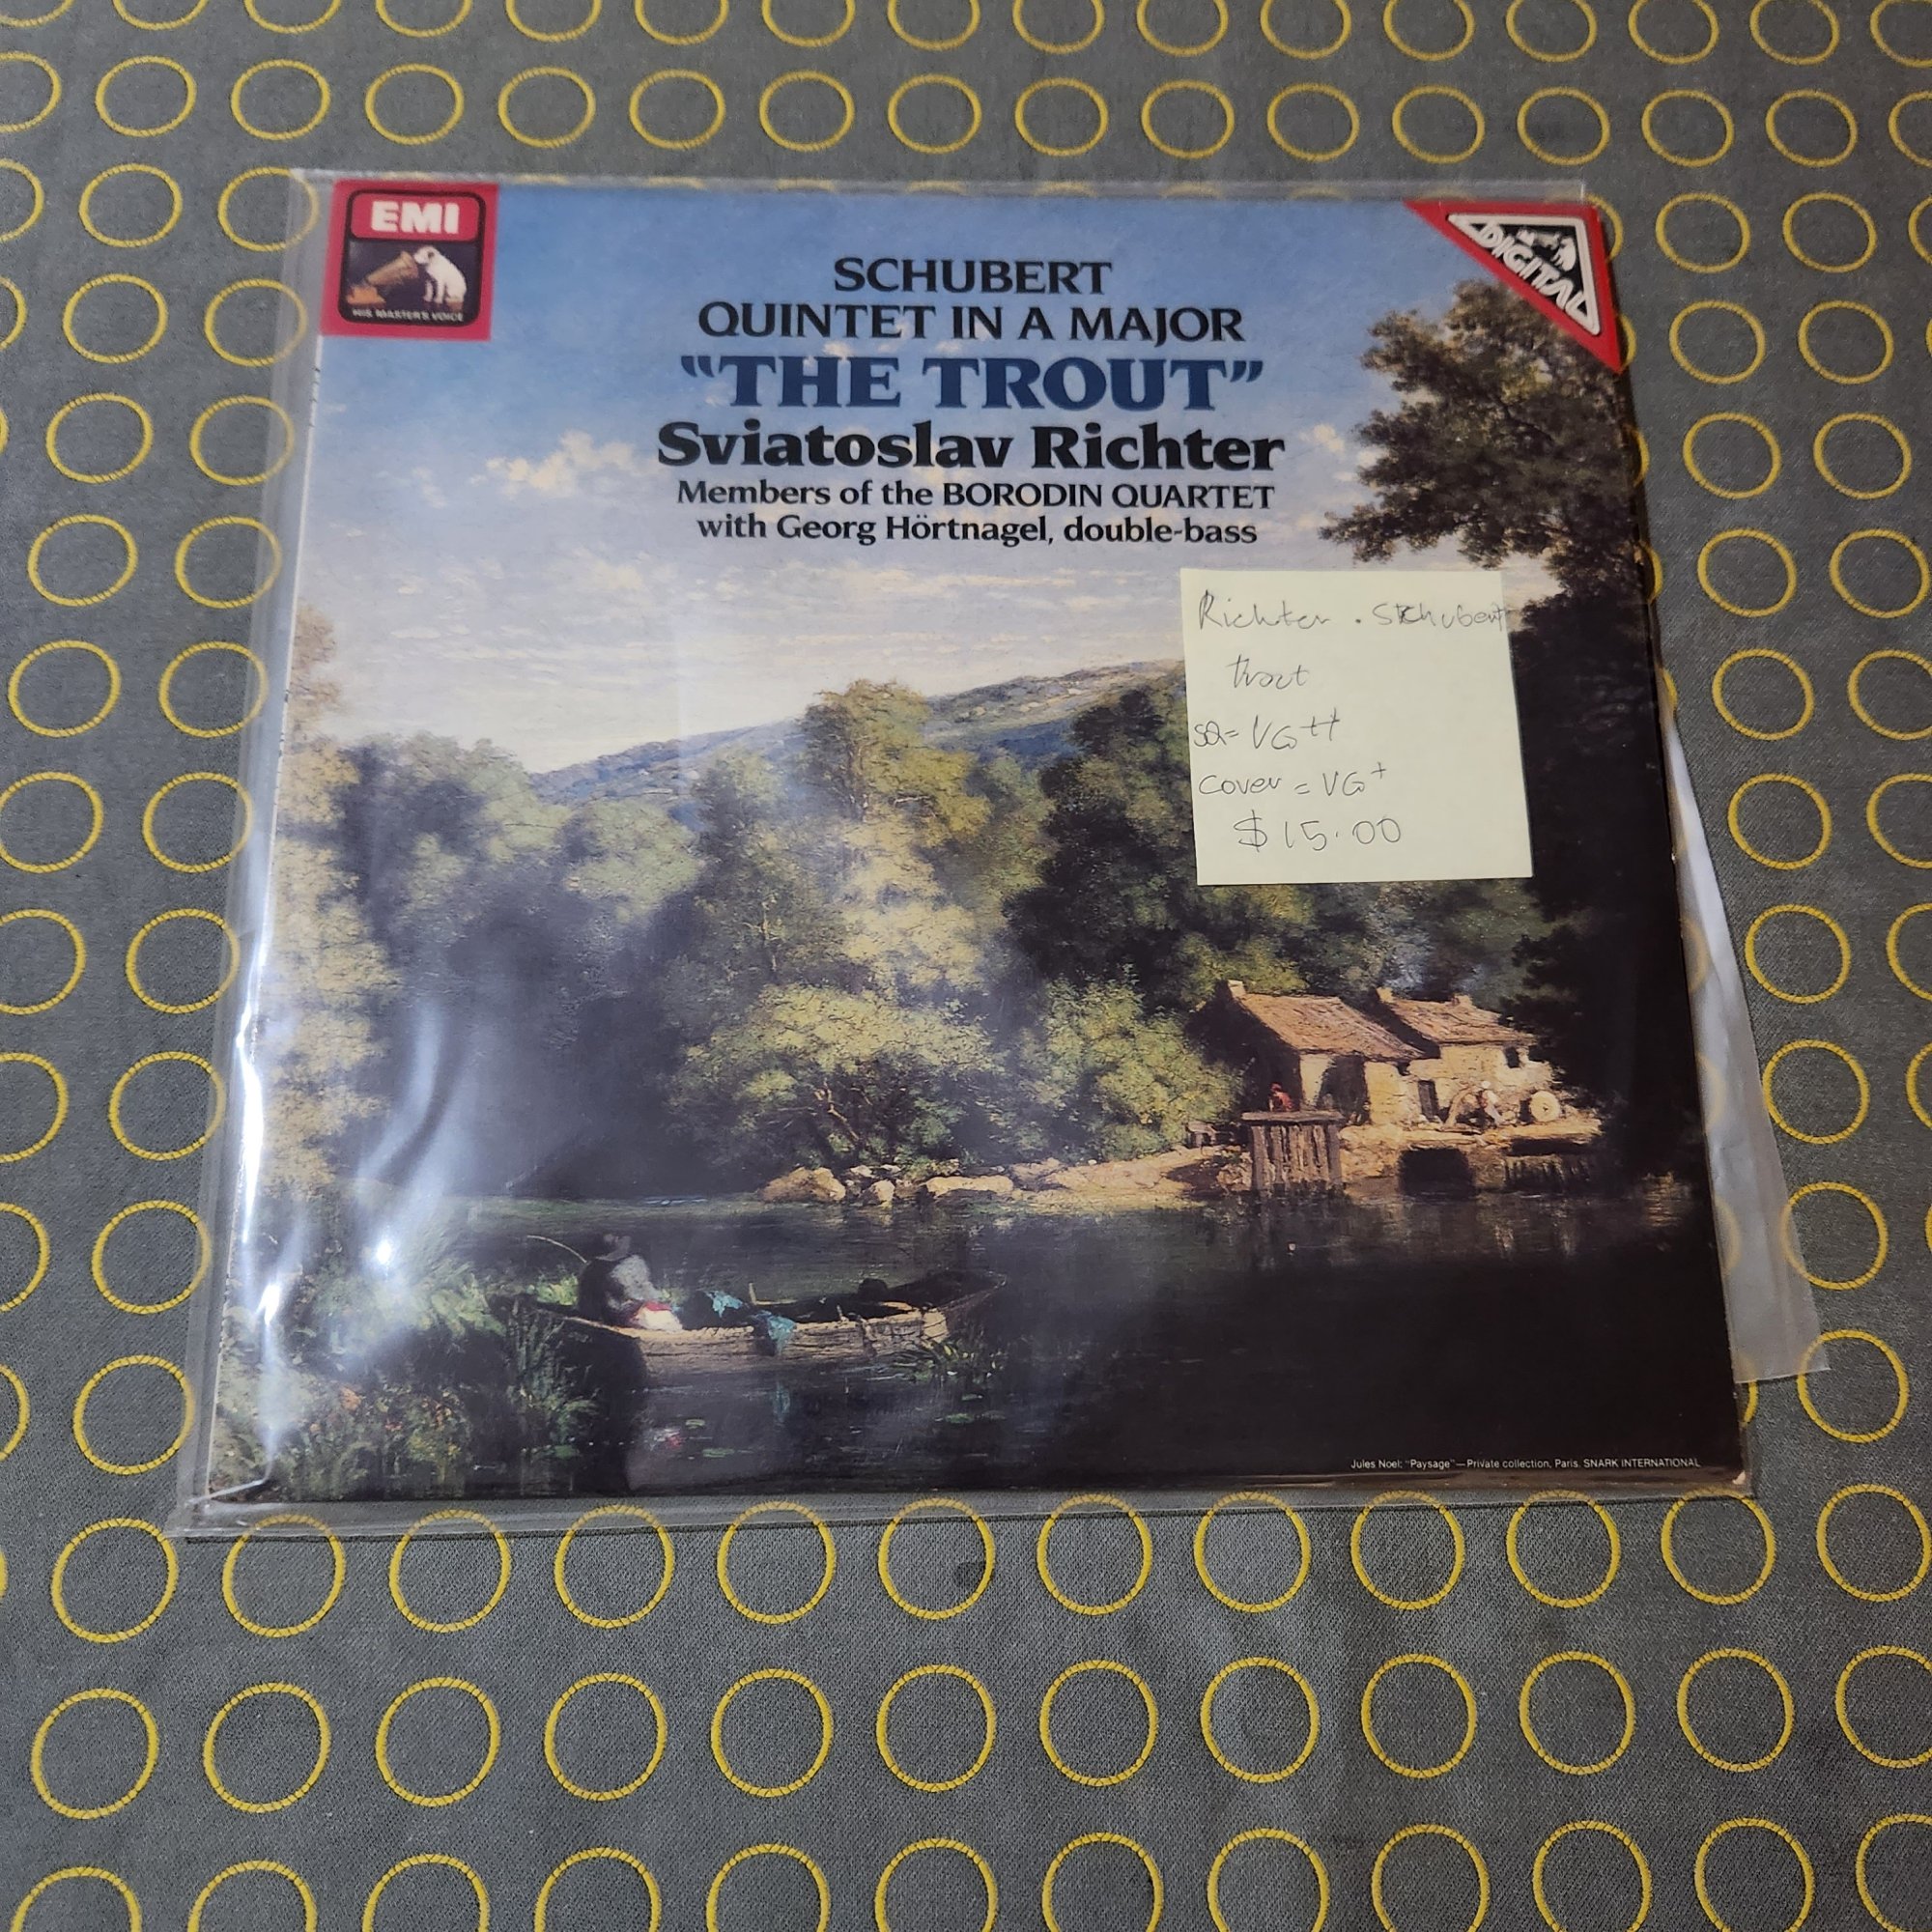 EMI
HIS MASTER'S VOICE
DIGITAL
SCHUBERT
QUINTET IN A MAJOR
"THE TROUT"
Sviatoslav Richter
Members of the BORODIN QUARTET
with Georg Hörtnagel, double-bass
Richter . Schubert
trout
SQ= VG++
cover = VG+
$15.00
Jules Noel; "Paysage"—Private collection, Paris. SNARK INTERNATIONAL